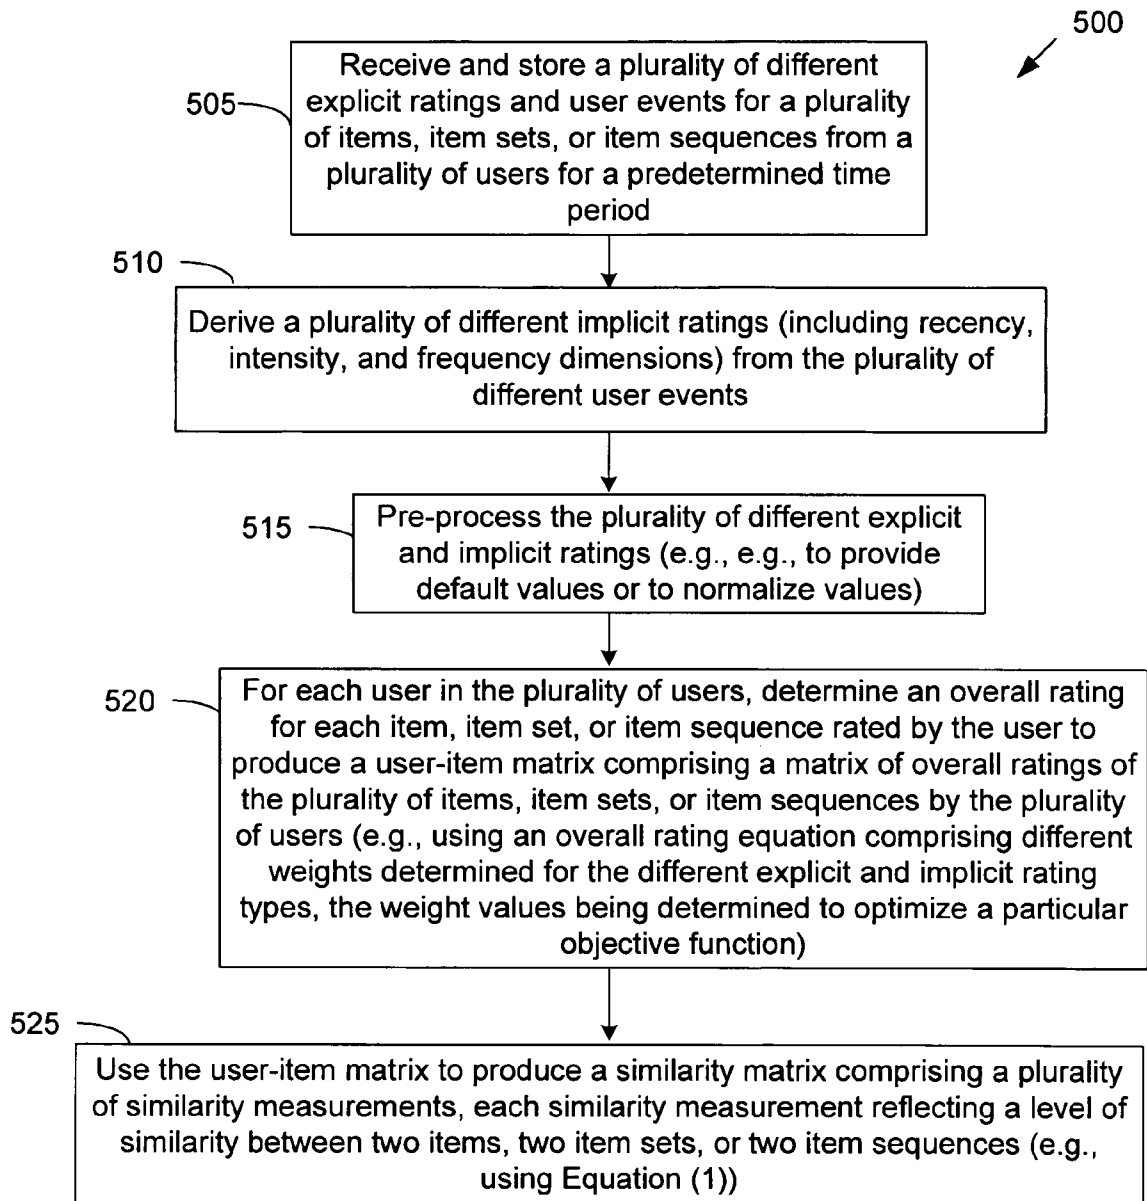 500
505
Receive and store a plurality of different
explicit ratings and user events for a plurality
of items, item sets, or item sequences from a
plurality of users for a predetermined time
period
510
Derive a plurality of different implicit ratings (including recency,
intensity, and frequency dimensions) from the plurality of
different user events
515
Pre-process the plurality of different explicit
and implicit ratings (e.g., e.g., to provide
default values or to normalize values)
520
For each user in the plurality of users, determine an overall rating
for each item, item set, or item sequence rated by the user to
produce a user-item matrix comprising a matrix of overall ratings of
the plurality of items, item sets, or item sequences by the plurality
of users (e.g., using an overall rating equation comprising different
weights determined for the different explicit and implicit rating
types, the weight values being determined to optimize a particular
objective function)
525
Use the user-item matrix to produce a similarity matrix comprising a plurality
of similarity measurements, each similarity measurement reflecting a level of
similarity between two items, two item sets, or two item sequences (e.g.,
using Equation (1))